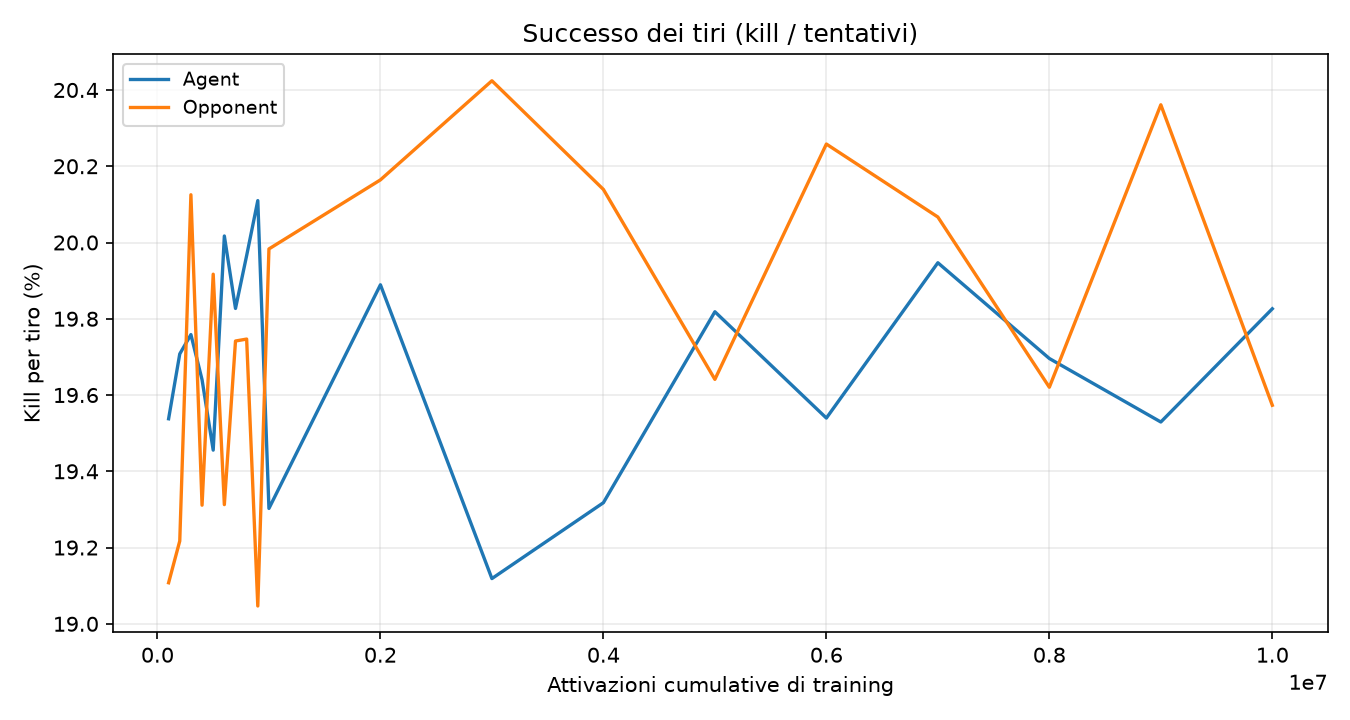 Successo dei tiri (kill / tentativi)
Agent
Opponent
Kill per tiro (%)
20.4
20.2
20.0
19.8
19.6
19.4
19.2
19.0
0.0 0.2 0.4 0.6 0.8 1.0
1e7
Attivazioni cumulative di training